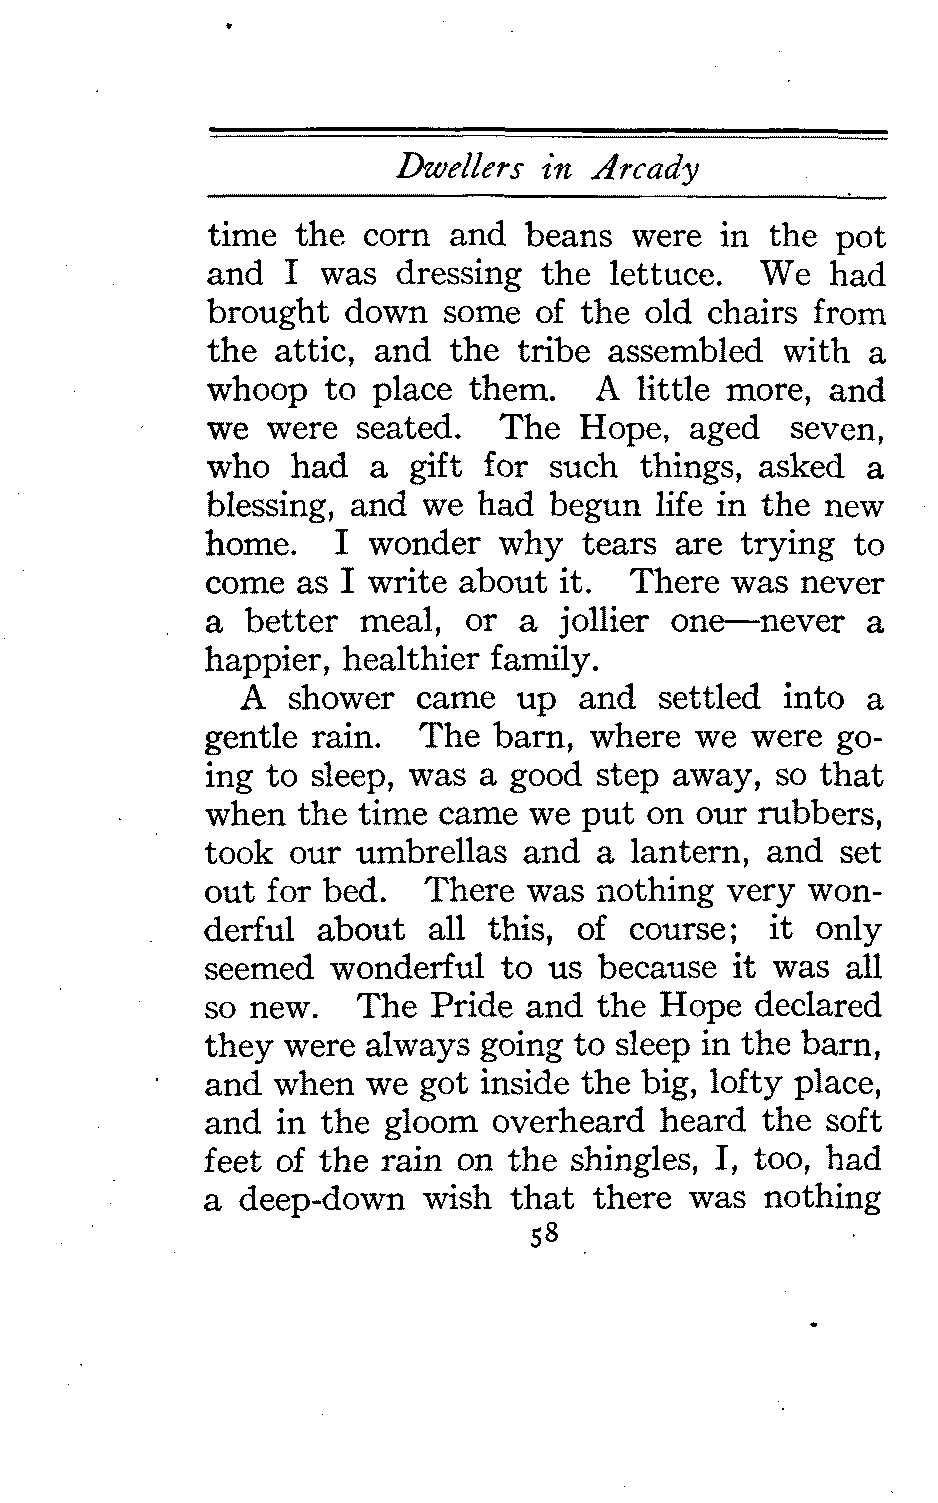 Dwellers in Arcady
time the corn and beans were in the pot
and I was dressing the lettuce. We had
brought down some of the old chairs from
the attic, and the tribe assembled with a
whoop to place them. A little more, and
we were seated. The Hope, aged seven,
who had a gift for such things, asked a
blessing, and we had begun life in the new
home. I wonder why tears are trying to
come as I write about it. There was never
a better meal, or a jollier one—never a
happier, healthier family.
A shower came up and settled into a
gentle rain. The barn, where we were go-
ing to sleep, was a good step away, so that
when the time came we put on our rubbers,
took our umbrellas and a lantern, and set
out for bed. There was nothing very won-
derful about all this, of course; it only
seemed wonderful to us because it was all
so new. The Pride and the Hope declared
they were always going to sleep in the barn,
and when we got inside the big, lofty place,
and in the gloom overheard heard the soft
feet of the rain on the shingles, I, too, had
a deep-down wish that there was nothing
58